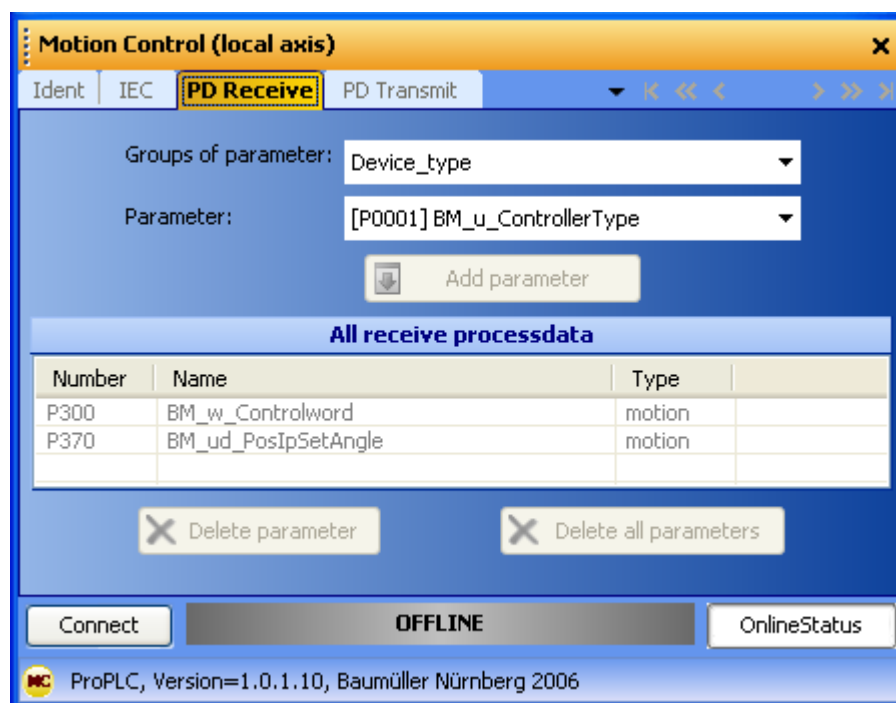 Motion Control (local axis)
Ident IEC PD Receive PD Transmit
Groups of parameter: Device_type
Parameter: [P0001] BM_u_ControllerType
Add parameter
All receive processdata
Number Name Type
P300 BM_w_Controlword motion
P370 BM_ud_PosIpSetAngle motion
Delete parameter Delete all parameters
Connect OFFLINE OnlineStatus
MC ProPLC, Version=1.0.1.10, Baumüller Nürnberg 2006